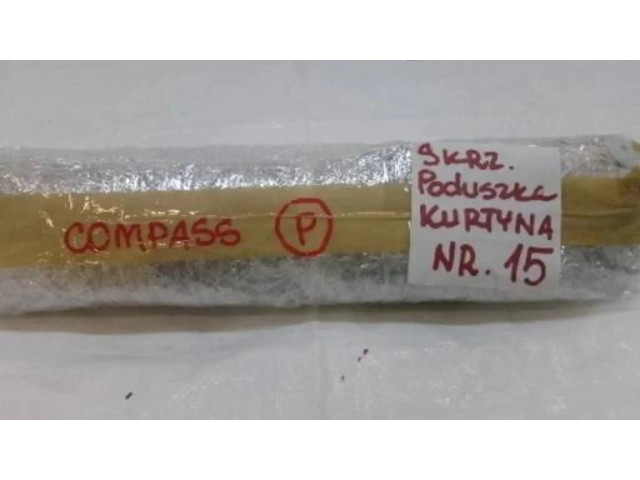 COMPASS P
SKRZ.
PODUSZKA
KURTYNA
NR. 15